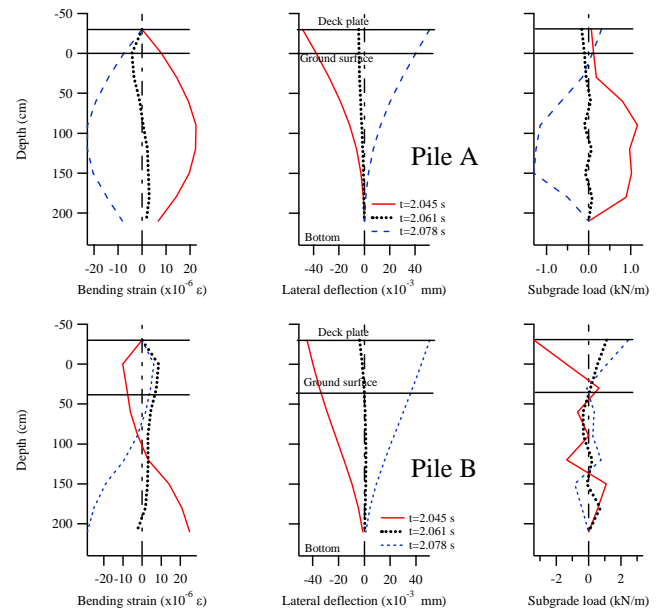 -50
0
50
100
150
200
Depth (cm)
-20 -10 0 10 20
Bending strain (x10-6 ε)
Deck plate
Ground surface
Pile A
t=2.045 s
t=2.061 s
t=2.078 s
Bottom
-40 -20 0 20 40
Lateral deflection (x10-3 mm)
-1.0 0.0 1.0
Subgrade load (kN/m)
-50
0
50
100
150
200
Depth (cm)
-20 -10 0 10 20
Bending strain (x10-6 ε)
Deck plate
Ground surface
Pile B
t=2.045 s
t=2.061 s
t=2.078 s
Bottom
-40 -20 0 20 40
Lateral deflection (x10-3 mm)
-2 0 2
Subgrade load (kN/m)